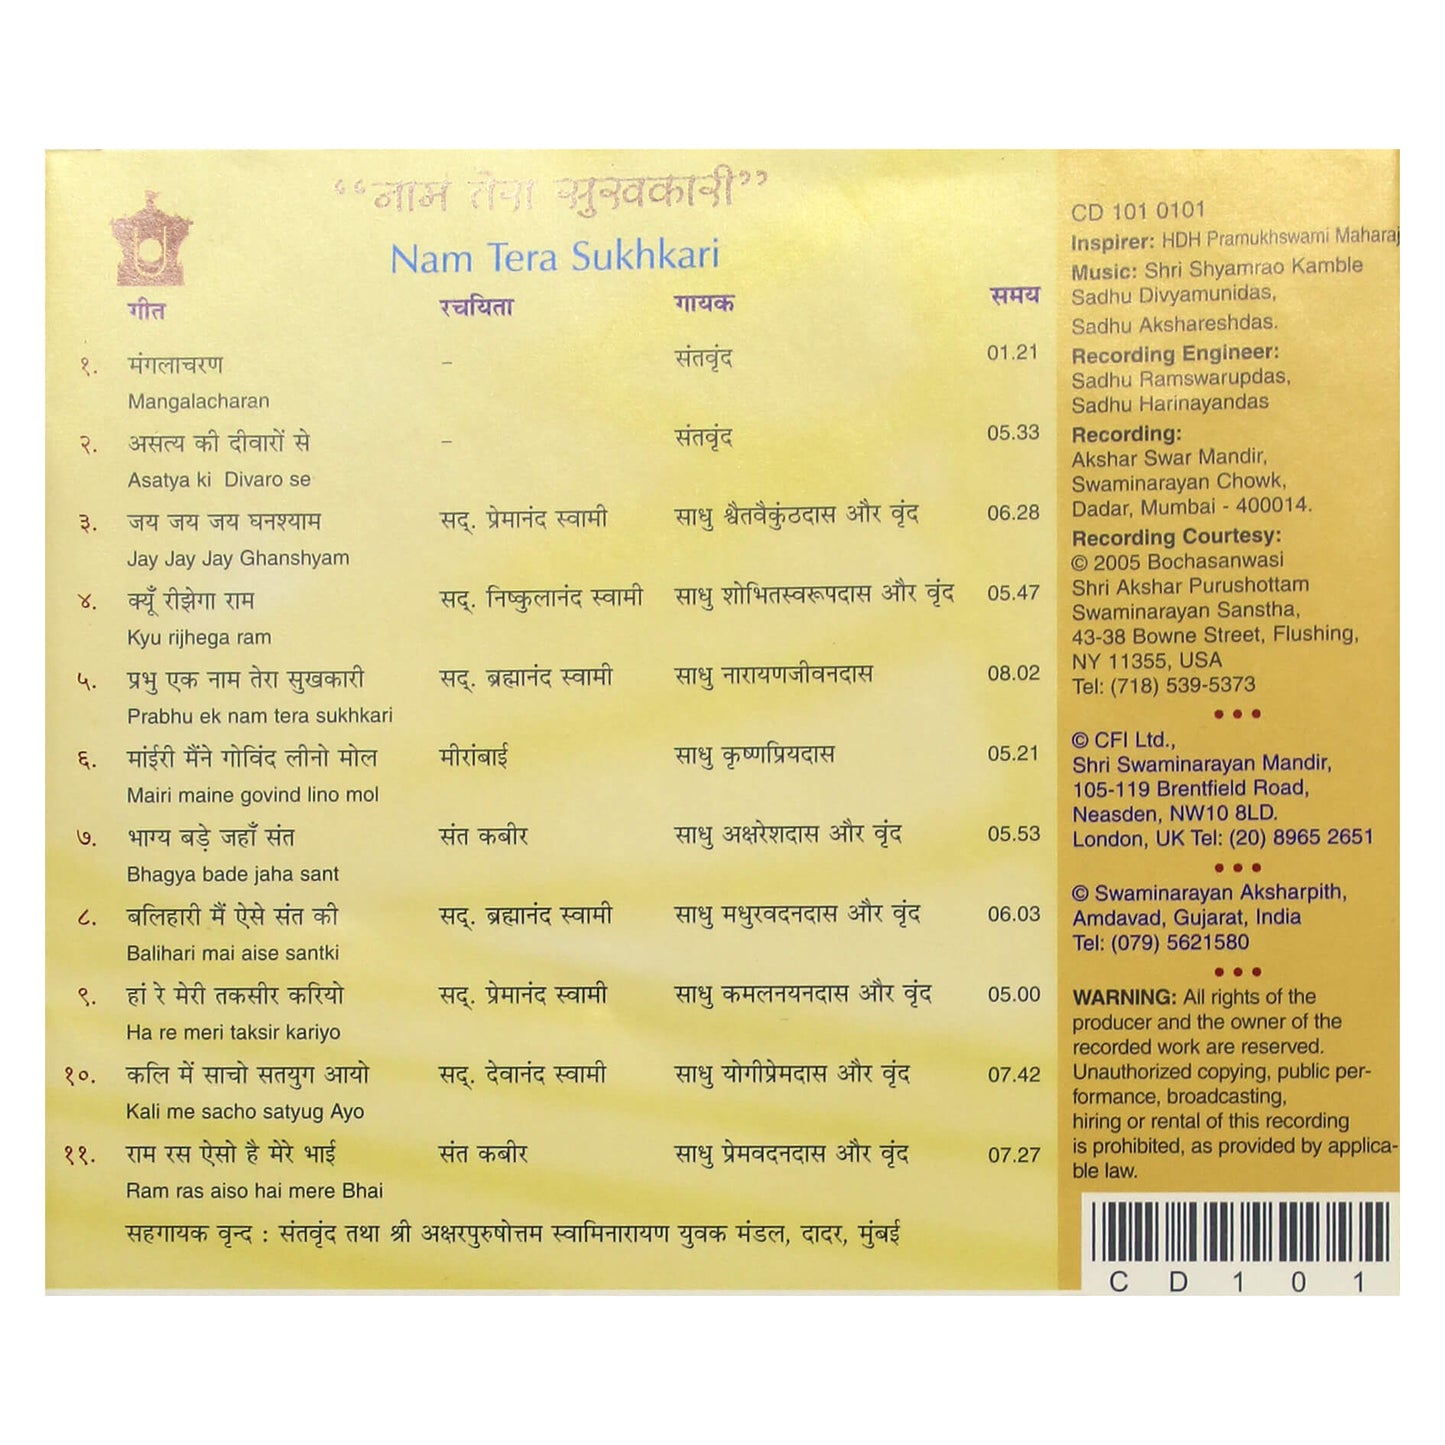 “नाम तेरा सुखकारी”
Nam Tera Sukhkari
गीत रचयिता गायक समय
१. मंगलाचरण – संतवृंद 01.21
Mangalacharan
२. असत्य की दीवारों से – संतवृंद 05.33
Asatya ki Divaro se
३. जय जय जय घनश्याम सद्. प्रेमानंद स्वामी साधु श्वैतवैकुंठदास और वृंद 06.28
Jay Jay Jay Ghanshyam
४. क्यूँ रीझेगा राम सद्. निष्कुलानंद स्वामी साधु शोभितस्वरूपदास और वृंद 05.47
Kyu rijhega ram
५. प्रभु एक नाम तेरा सुखकारी सद्. ब्रह्मानंद स्वामी साधु नारायणजीवनदास 08.02
Prabhu ek nam tera sukhkari
६. मांईरी मैंने गोविंद लीनो मोल मीरांबाई साधु कृष्णप्रियदास 05.21
Mairi maine govind lino mol
७. भाग्य बड़े जहाँ संत संत कबीर साधु अक्षरेशदास और वृंद 05.53
Bhagya bade jaha sant
८. बलिहारी मैं ऐसे संत की सद्. ब्रह्मानंद स्वामी साधु मधुरवदनदास और वृंद 06.03
Balihari mai aise santki
९. हां रे मेरी तकसीर करियो सद्. प्रेमानंद स्वामी साधु कमलनयनदास और वृंद 05.00
Ha re meri taksir kariyo
१०. कलि में साचो सतयुग आयो सद्. देवानंद स्वामी साधु योगीप्रेमदास और वृंद 07.42
Kali me sacho satyug Ayo
११. राम रस ऐसो है मेरे भाई संत कबीर साधु प्रेमवदनदास और वृंद 07.27
Ram ras aiso hai mere Bhai
सहगायक वृन्द : संतवृंद तथा श्री अक्षरपुरुषोत्तम स्वामिनारायण युवक मंडल, दादर, मुंबई
CD 101 0101
Inspirer: HDH Pramukhswami Maharaj
Music: Shri Shyamrao Kamble
Sadhu Divyamunidas,
Sadhu Akshareshdas.
Recording Engineer:
Sadhu Ramswarupdas,
Sadhu Harinayandas
Recording:
Akshar Swar Mandir,
Swaminarayan Chowk,
Dadar, Mumbai - 400014.
Recording Courtesy:
© 2005 Bochasanwasi
Shri Akshar Purushottam
Swaminarayan Sanstha,
43-38 Bowne Street, Flushing,
NY 11355, USA
Tel: (718) 539-5373
© CFI Ltd.,
Shri Swaminarayan Mandir,
105-119 Brentfield Road,
Neasden, NW10 8LD.
London, UK Tel: (20) 8965 2651
© Swaminarayan Aksharpith,
Amdavad, Gujarat, India
Tel: (079) 5621580
WARNING: All rights of the
producer and the owner of the
recorded work are reserved.
Unauthorized copying, public per-
formance, broadcasting,
hiring or rental of this recording
is prohibited, as provided by applica-
ble law.
CD101